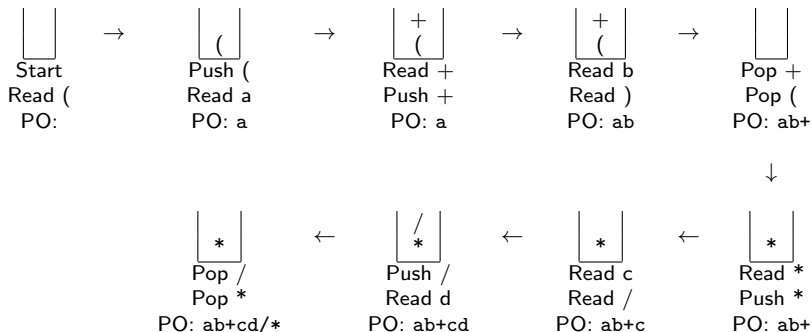 + +
( ( (
→ → → →
Start Push ( Read + Read b Pop +
Read ( Read a Push + Read ) Pop (
PO: PO: a PO: a PO: ab PO: ab+
↓
/
* * * *
← ← ←
Pop / Push / Read c Read *
Pop * Read d Read / Push *
PO: ab+cd/* PO: ab+cd PO: ab+c PO: ab+